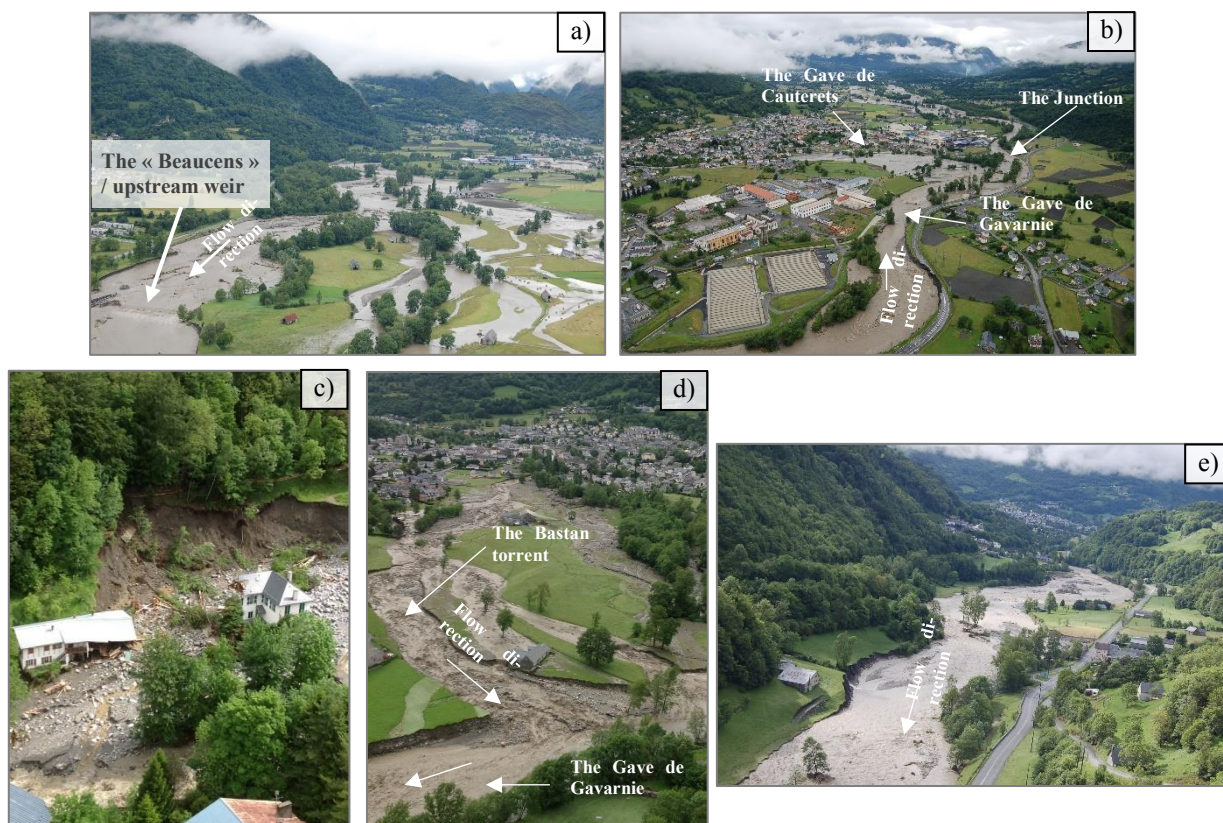 a)
The « Beaucens »
/ upstream weir
Flow di-
rection
b)
The Gave de
Cauterets
The Junction
The Gave de
Gavarnie
Flow di-
rection
c)
d)
The Bastan
torrent
Flow di-
rection
The Gave de
Gavarnie
e)
Flow di-
rection